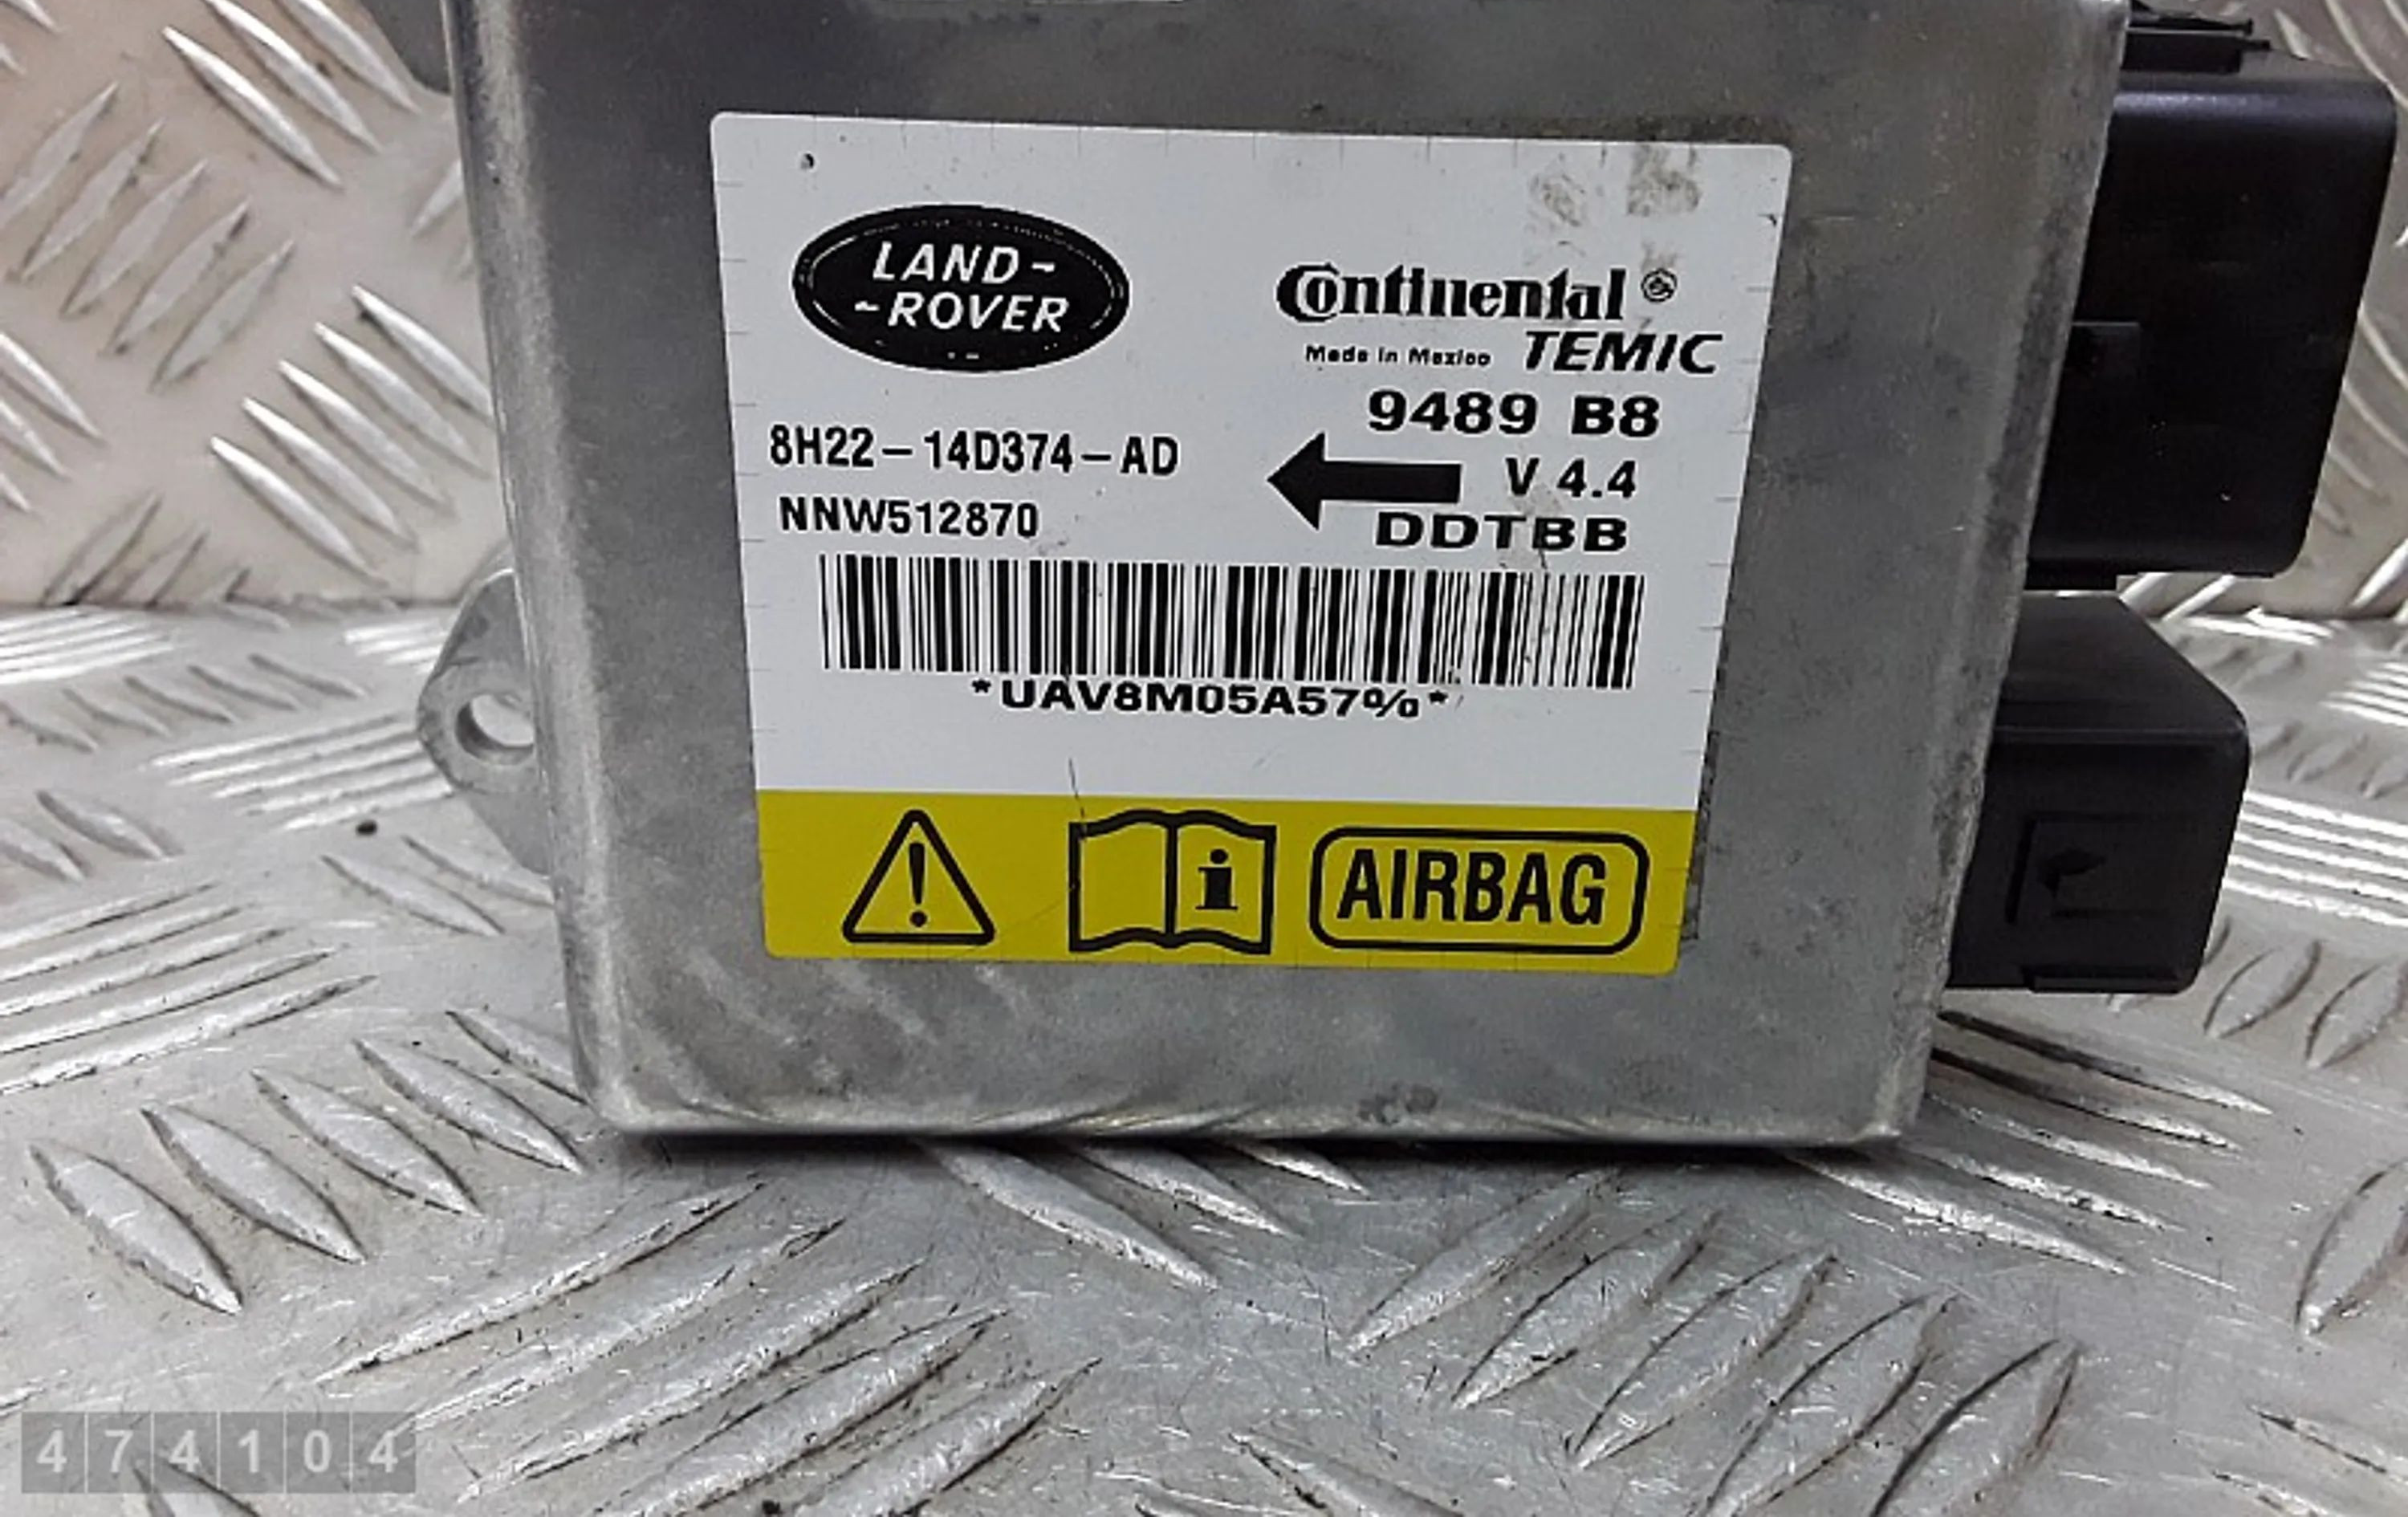 LAND-
-ROVER
Continental®
Made in Mexico TEMIC
9489 B8
8H22-14D374-AD
V 4.4
NNW512870
DDTBB
*UAV8M05A57%*
! i AIRBAG
474104